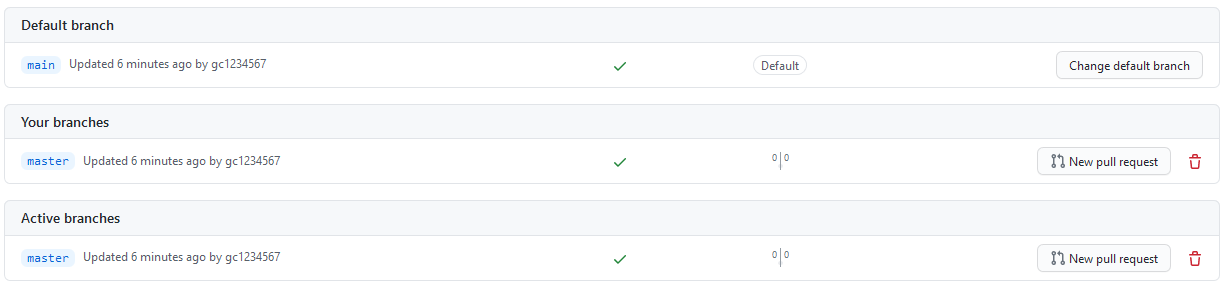 Default branch
main Updated 6 minutes ago by gc1234567 Default Change default branch
Your branches
master Updated 6 minutes ago by gc1234567 0 0 New pull request
Active branches
master Updated 6 minutes ago by gc1234567 0 0 New pull request